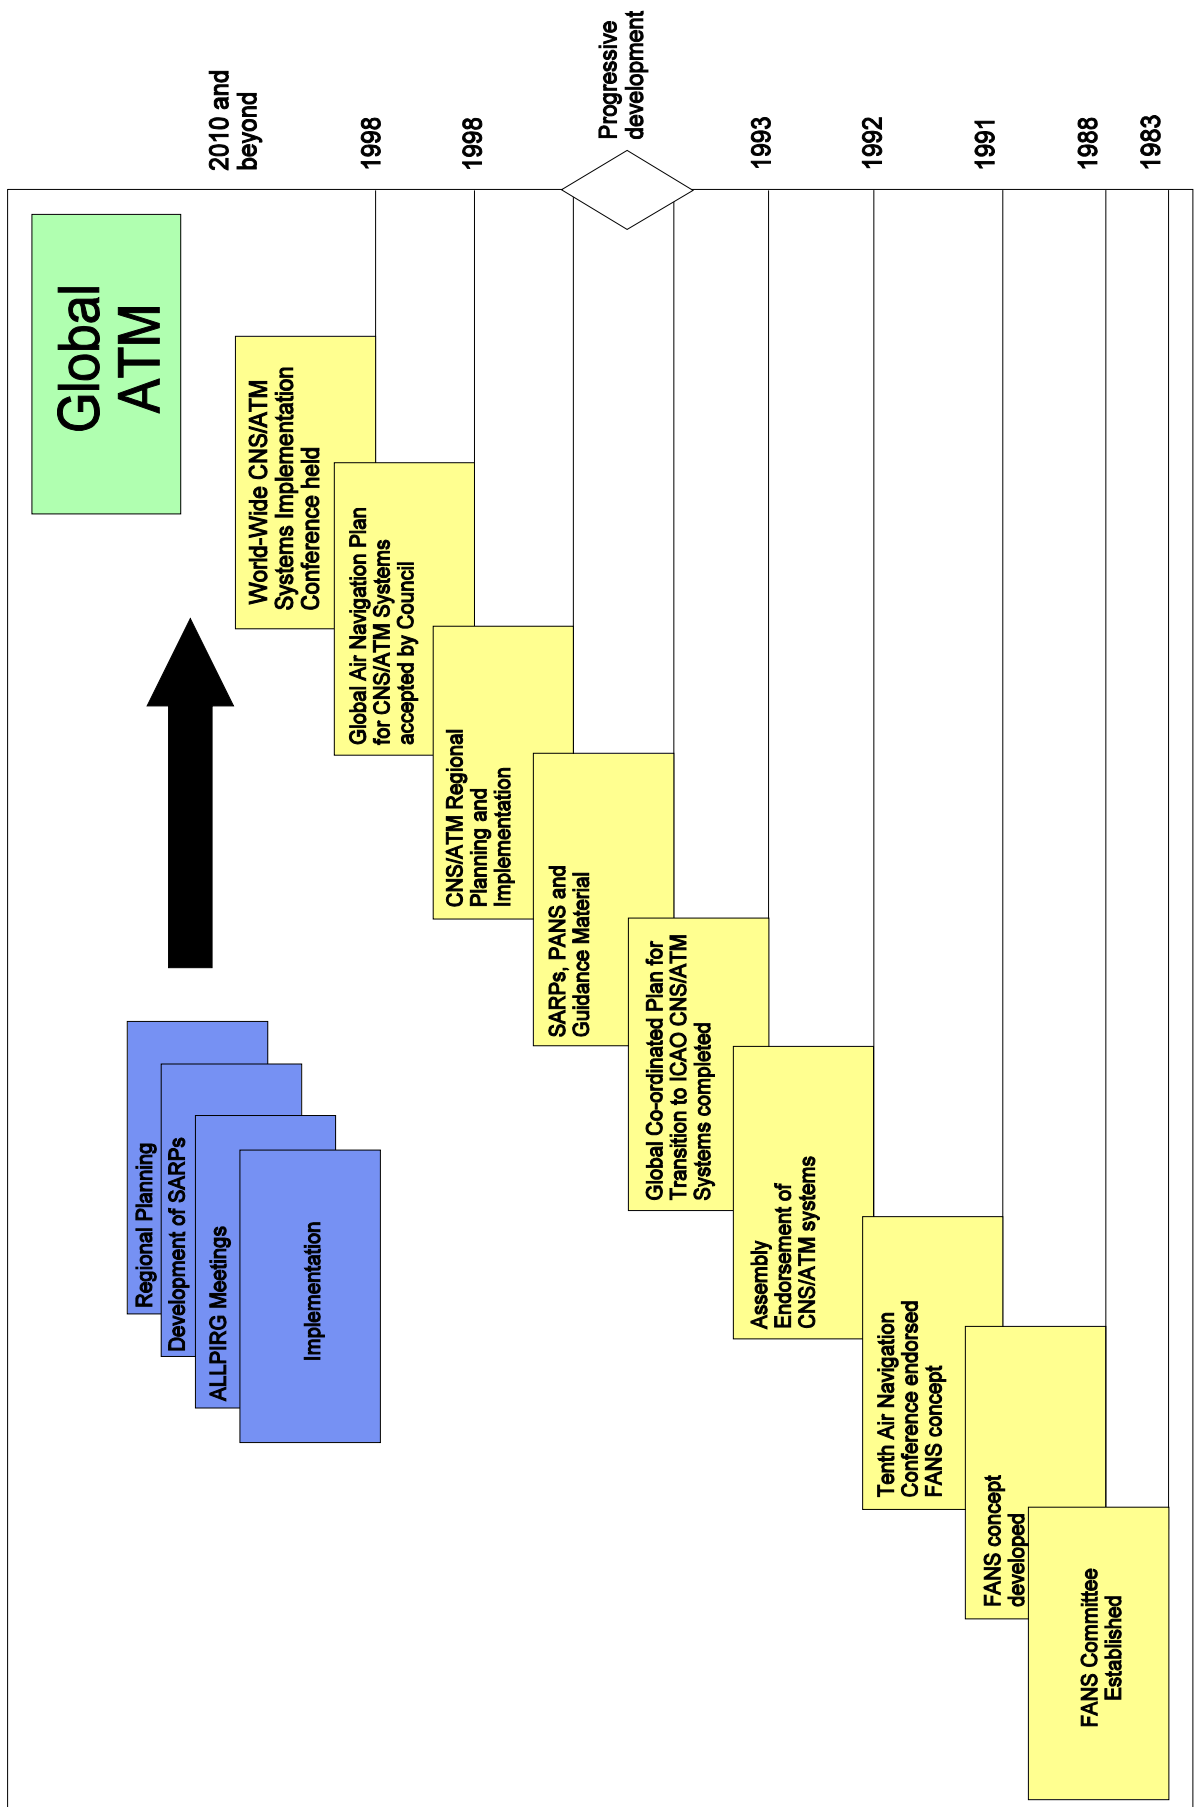 2010 and
beyond
1998
1998
Progressive
development
1993
1992
1991
1988
1983
Global
ATM
World-Wide CNS/ATM
Systems Implementation
Conference held
Global Air Navigation Plan
for CNS/ATM Systems
accepted by Council
CNS/ATM Regional
Planning and
Implementation
SARPs, PANS and
Guidance Material
Global Co-ordinated Plan for
Transition to ICAO CNS/ATM
Systems completed
Assembly
Endorsement of
CNS/ATM systems
Tenth Air Navigation
Conference endorsed
FANS concept
FANS concept
developed
FANS Committee
Established
Regional Planning
Development of SARPs
ALLPIRG Meetings
Implementation